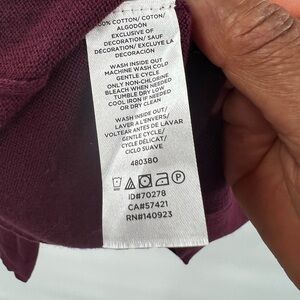 100% COTTON/ COTON/
ALGODÓN
EXCLUSIVE OF
DECORATION/ SAUF
DÉCORATION/ EXCLUYE LA
DECORACIÓN
WASH INSIDE OUT
MACHINE WASH COLD
GENTLE CYCLE
ONLY NON-CHLORINE
BLEACH WHEN NEEDED
TUMBLE DRY LOW
COOL IRON IF NEEDED
OR DRY CLEAN
WASH INSIDE OUT/
LAVER À L'ENVERS/
VOLTEAR ANTES DE LAVAR
GENTLE CYCLE/
CYCLE DÉLICAT/
CICLO SUAVE
480380
ID#70278
CA#57421
RN#140923